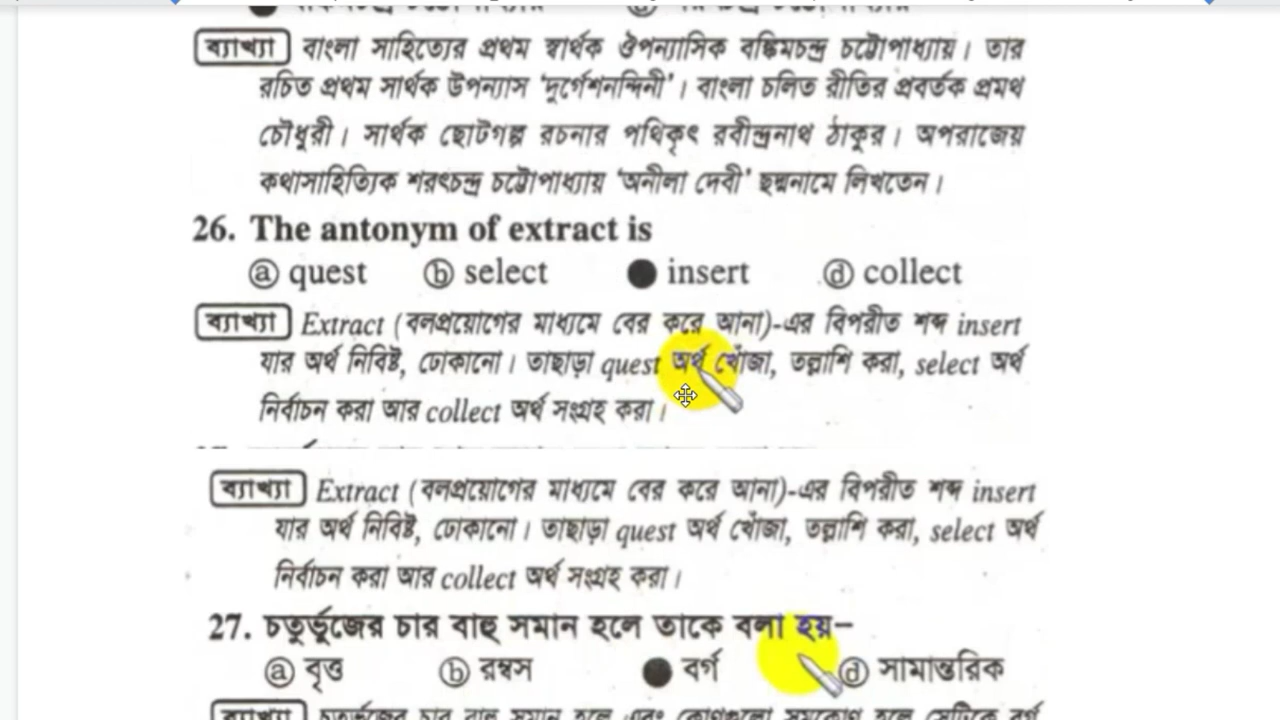 ব্যাখ্যা বাংলা সাহিত্যের প্রথম স্বার্থক ঔপন্যাসিক বঙ্কিমচন্দ্র চট্টোপাধ্যায়। তার
রচিত প্রথম সার্থক উপন্যাস ‘দুর্গেশনন্দিনী’। বাংলা চলিত রীতির প্রবর্তক প্রমথ
চৌধুরী। সার্থক ছোটগল্প রচনার পথিকৃৎ রবীন্দ্রনাথ ঠাকুর। অপরাজেয়
কথাসাহিত্যিক শরৎচন্দ্র চট্টোপাধ্যায় ‘অনীলা দেবী’ ছদ্মনামে লিখতেন।
26. The antonym of extract is
ⓐ quest ⓑ select ● insert ⓓ collect
ব্যাখ্যা Extract (বলপ্রয়োগের মাধ্যমে বের করে আনা)-এর বিপরীত শব্দ insert
যার অর্থ নিবিষ্ট, ঢোকানো। তাছাড়া quest অর্থ খোঁজা, তল্লাশি করা, select অর্থ
নির্বাচন করা আর collect অর্থ সংগ্রহ করা।
ব্যাখ্যা Extract (বলপ্রয়োগের মাধ্যমে বের করে আনা)-এর বিপরীত শব্দ insert
যার অর্থ নিবিষ্ট, ঢোকানো। তাছাড়া quest অর্থ খোঁজা, তল্লাশি করা, select অর্থ
নির্বাচন করা আর collect অর্থ সংগ্রহ করা।
27. চতুর্ভুজের চার বাহু সমান হলে তাকে বলা হয়–
ⓐ বৃত্ত ⓑ রম্বস ● বর্গ ⓓ সামান্তরিক